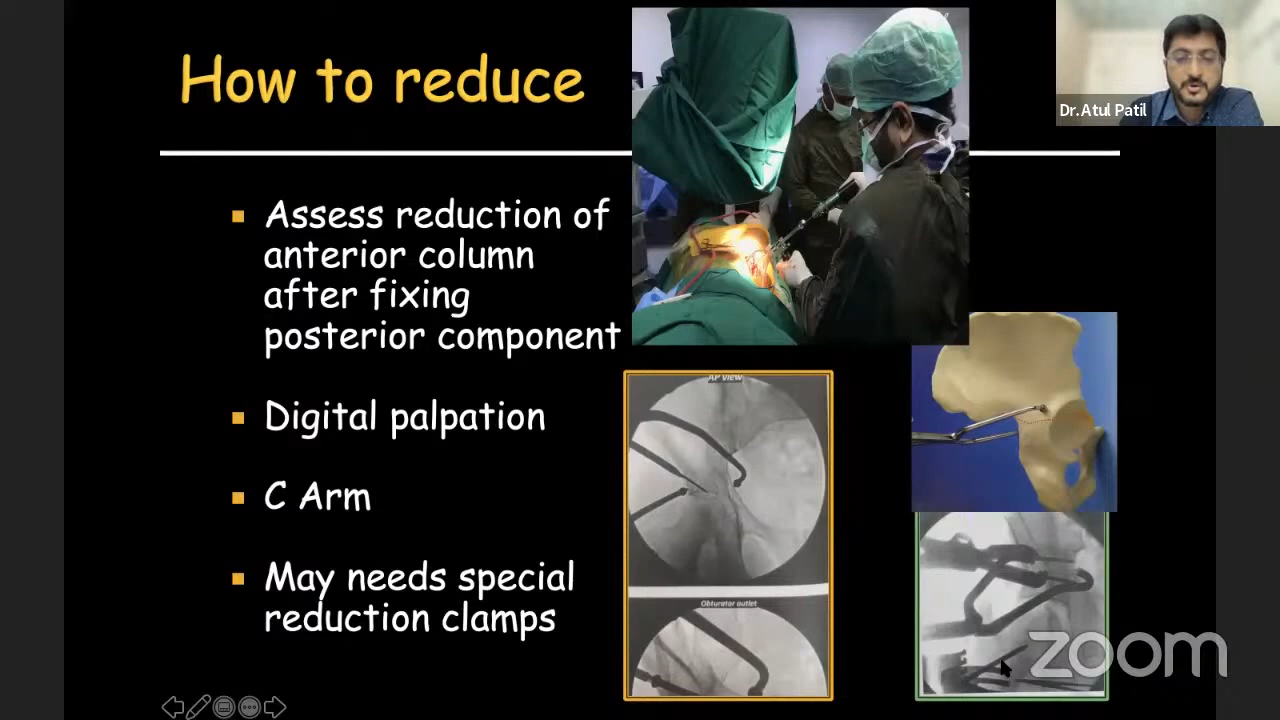 How to reduce
Dr.Atul Patil
Assess reduction of
anterior column
after fixing
posterior component
Digital palpation
C Arm
May needs special
reduction clamps
AP View
Obturator outlet
zoom